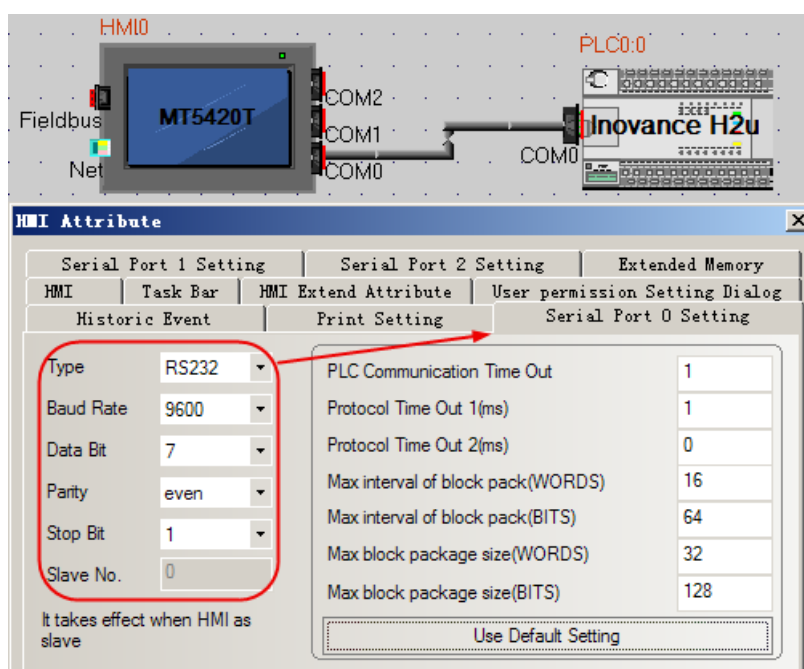 HMI0
PLC0:0
COM2
Fieldbus
MT5420T
Inovance H2u
COM1
COM0
Net
COM0
HMI Attribute
Serial Port 1 Setting
Serial Port 2 Setting
Extended Memory
HMI
Task Bar
HMI Extend Attribute
User permission Setting Dialog
Historic Event
Print Setting
Serial Port 0 Setting
Type RS232
Baud Rate 9600
Data Bit 7
Parity even
Stop Bit 1
Slave No. 0
It takes effect when HMI as
slave
PLC Communication Time Out 1
Protocol Time Out 1(ms) 1
Protocol Time Out 2(ms) 0
Max interval of block pack(WORDS) 16
Max interval of block pack(BITS) 64
Max block package size(WORDS) 32
Max block package size(BITS) 128
Use Default Setting